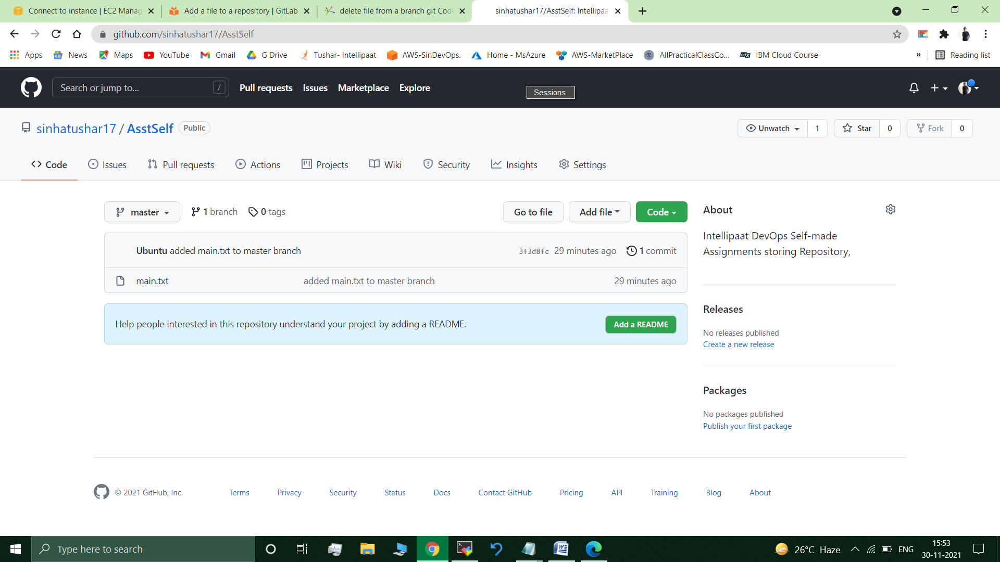 Connect to instance | EC2 Manag
Add a file to a repository | GitLab
delete file from a branch git Code
sinhatushar17/AsstSelf: Intellipaa
github.com/sinhatushar17/AsstSelf
Apps News Maps YouTube Gmail G Drive Tushar- Intellipaat AWS-SinDevOps. Home - MsAzure AWS-MarketPlace AllPracticalClassCo... IBM Cloud Course » Reading list
Search or jump to... / Pull requests Issues Marketplace Explore
Sessions
sinhatushar17 / AsstSelf Public
Unwatch 1 Star 0 Fork 0
Code Issues Pull requests Actions Projects Wiki Security Insights Settings
master 1 branch 0 tags Go to file Add file Code
Ubuntu added main.txt to master branch 3f3d8fc 29 minutes ago 1 commit
main.txt added main.txt to master branch 29 minutes ago
Help people interested in this repository understand your project by adding a README. Add a README
About
Intellipaat DevOps Self-made
Assignments storing Repository,
Releases
No releases published
Create a new release
Packages
No packages published
Publish your first package
© 2021 GitHub, Inc. Terms Privacy Security Status Docs Contact GitHub Pricing API Training Blog About
Type here to search
26°C Haze
ENG
15:53
30-11-2021